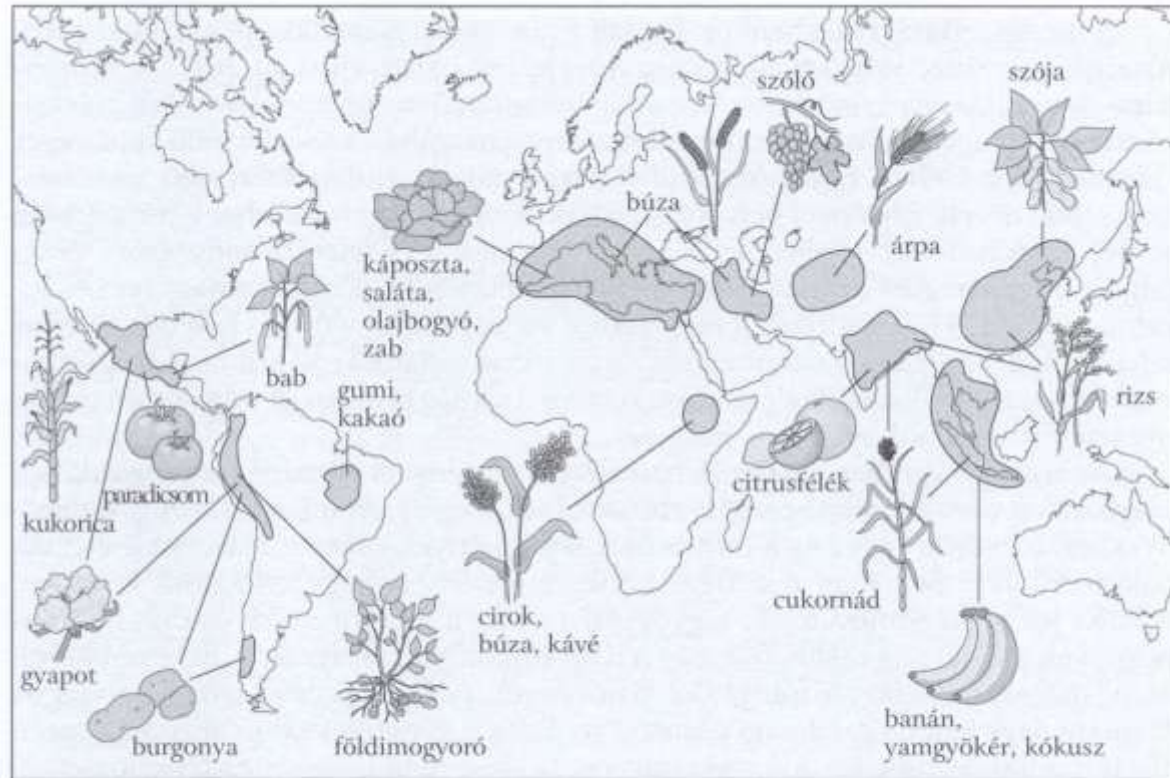 szőlő
szója
búza
árpa
káposzta,
saláta,
olajbogyó,
zab
bab
gumi,
kakaó
rizs
paradicsom
citrusfélék
kukorica
cukornád
cirok,
búza, kávé
gyapot
banán,
yamgyökér, kókusz
burgonya
földimogyoró